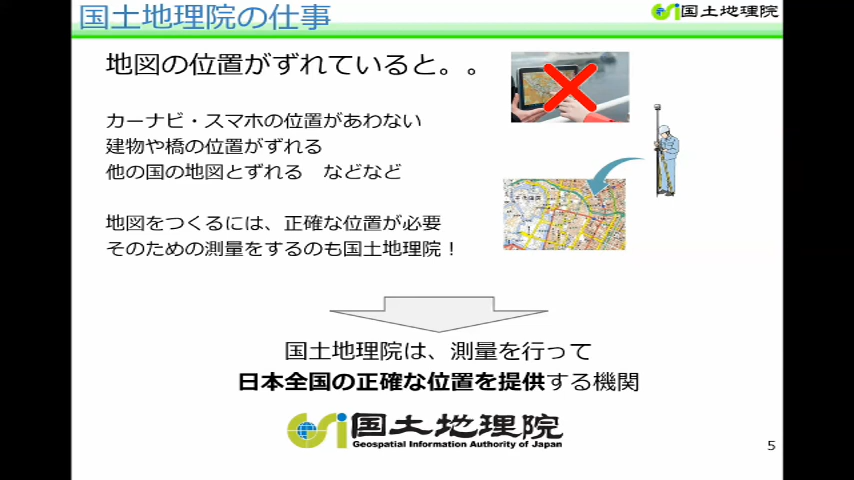 国土地理院の仕事
国土地理院
地図の位置がずれていると。。
カーナビ・スマホの位置があわない
建物や橋の位置がずれる
他の国の地図とずれる などなど
地図をつくるには、正確な位置が必要
そのための測量をするのも国土地理院！
国土地理院は、測量を行って
日本全国の正確な位置を提供する機関
国土地理院
Geospatial Information Authority of Japan
5